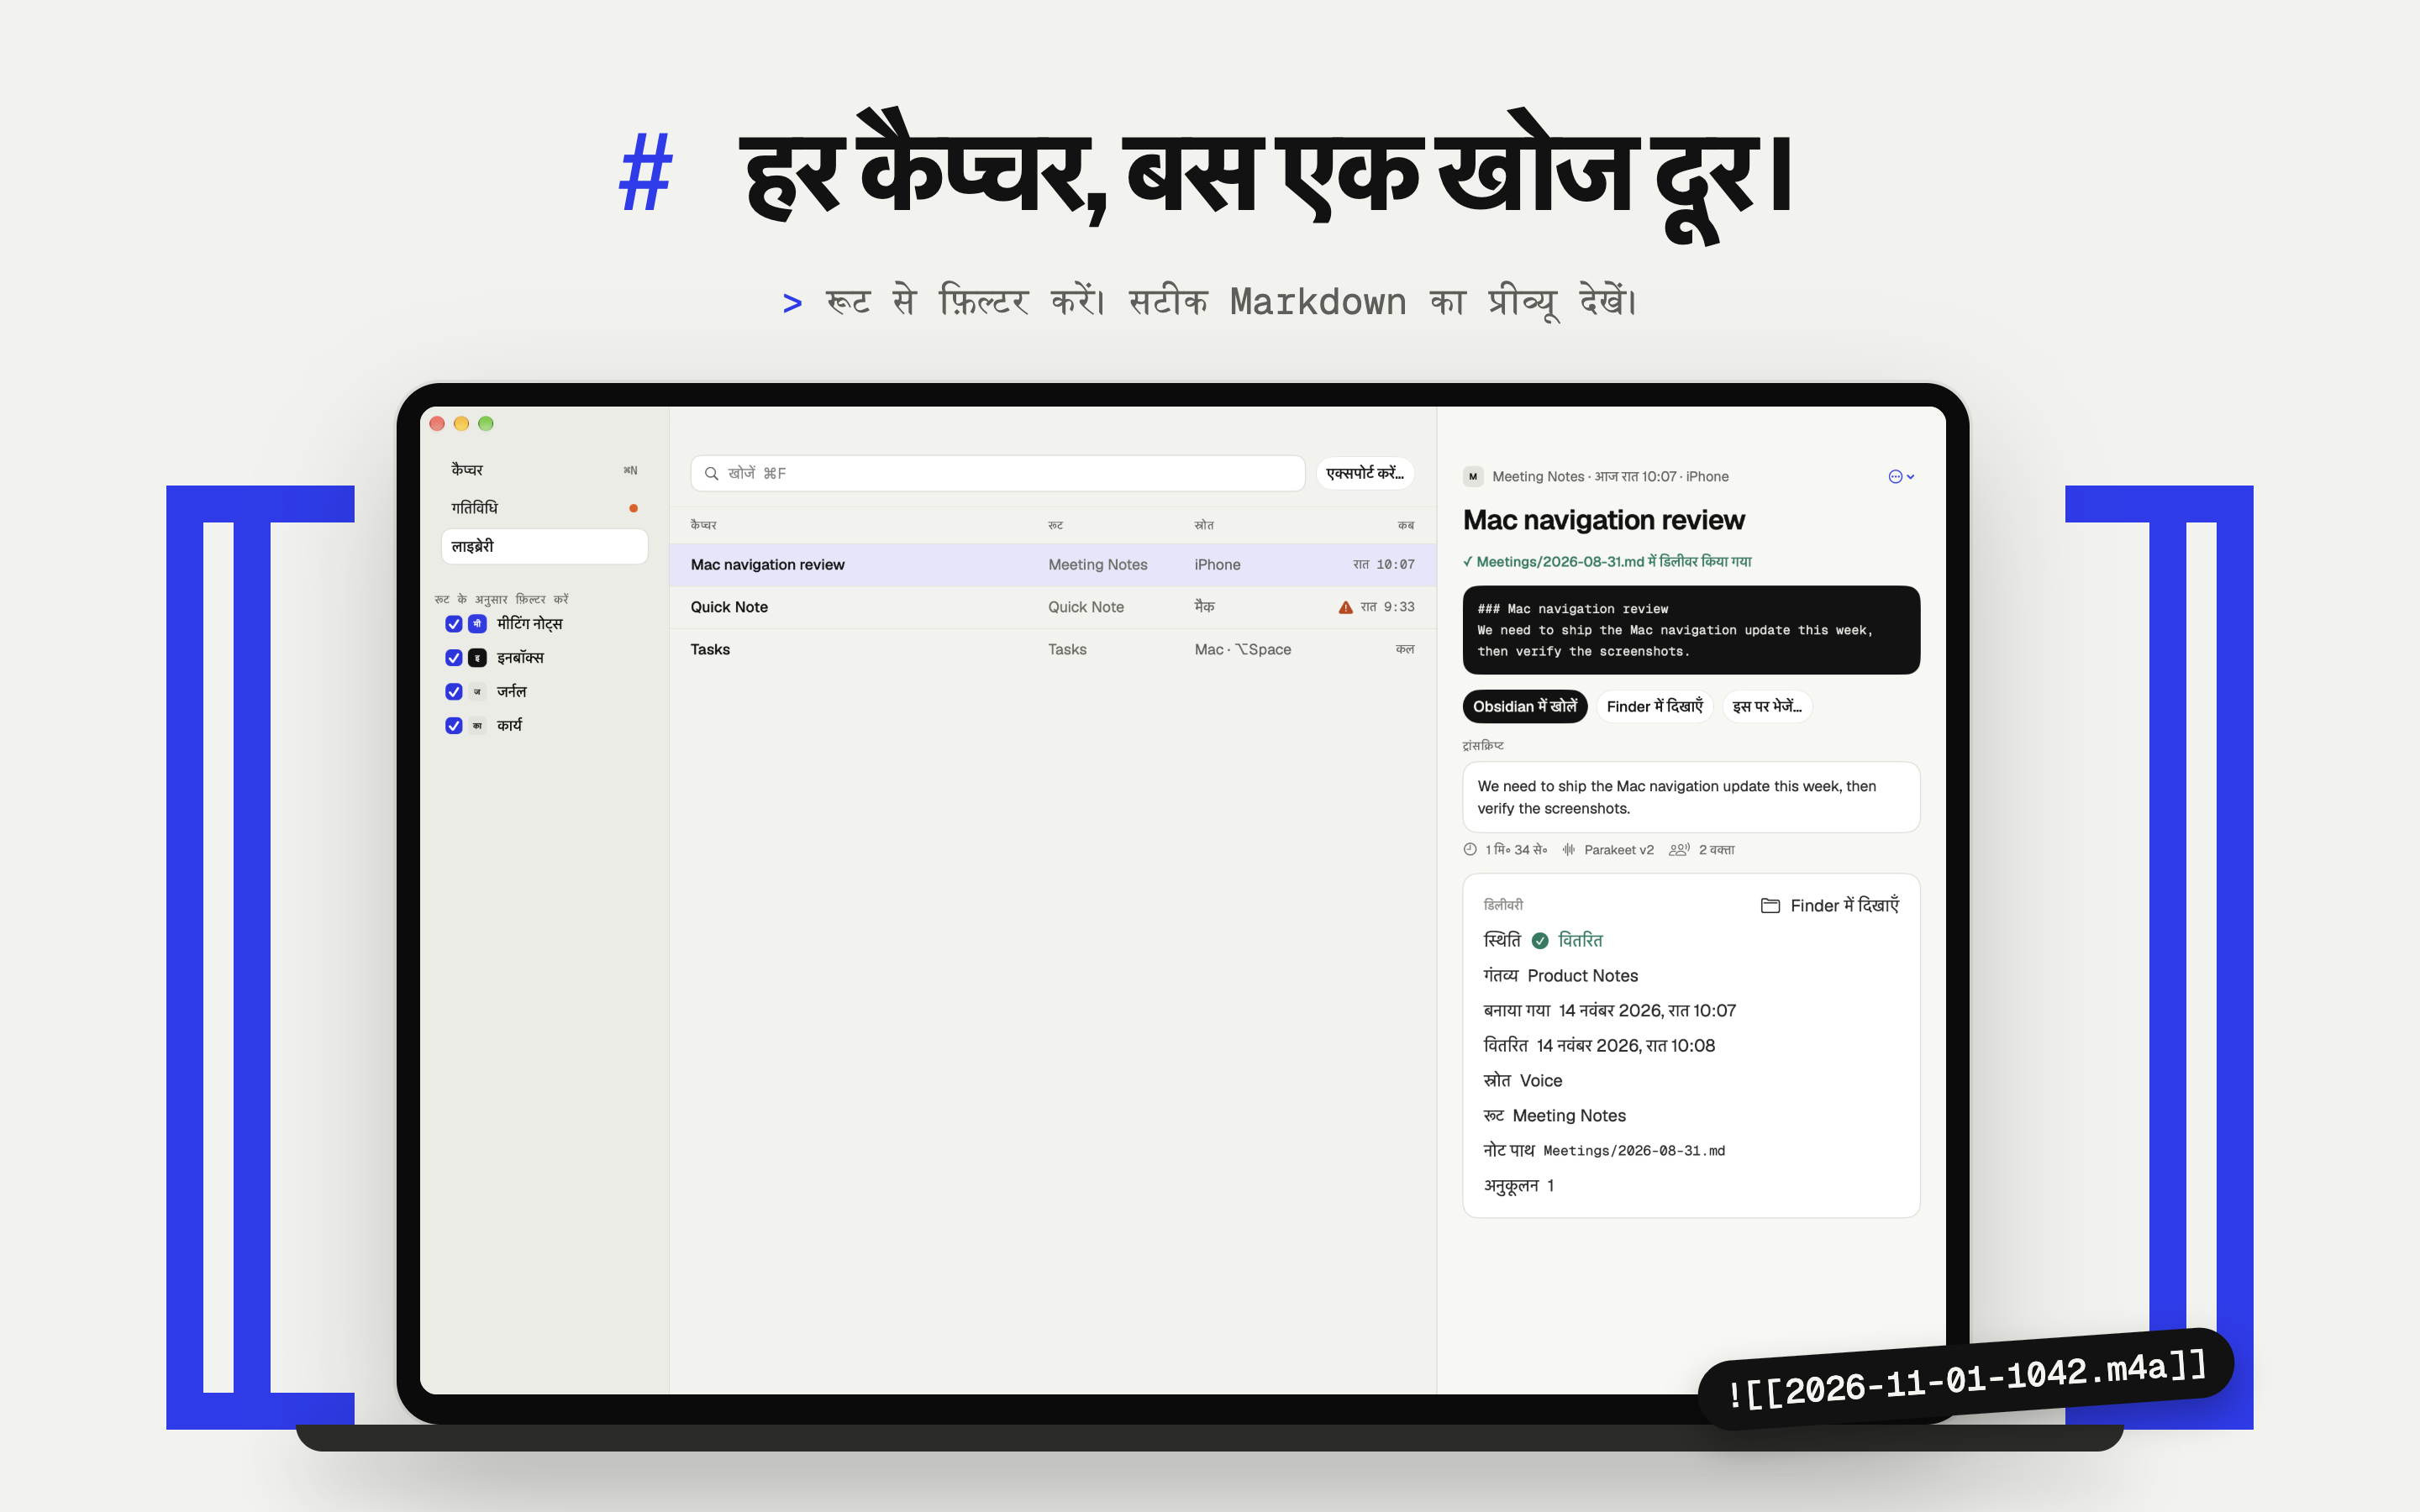 # हर कैप्चर, बस एक खोज दूर।
> रूट से फ़िल्टर करें। सटीक Markdown का प्रीव्यू देखें।
कैप्चर ⌘N
गतिविधि
लाइब्रेरी
रूट के अनुसार फ़िल्टर करें
मी मीटिंग नोट्स
इ इनबॉक्स
ज जर्नल
का कार्य
खोजें ⌘F
एक्सपोर्ट करें…
कैप्चर रूट स्रोत कब
Mac navigation review Meeting Notes iPhone रात 10:07
Quick Note Quick Note मैक रात 9:33
Tasks Tasks Mac · ⌥Space कल
M Meeting Notes · आज रात 10:07 · iPhone
Mac navigation review
✓ Meetings/2026-08-31.md में डिलीवर किया गया
### Mac navigation review
We need to ship the Mac navigation update this week,
then verify the screenshots.
Obsidian में खोलें Finder में दिखाएँ इस पर भेजें…
ट्रांसक्रिप्ट
We need to ship the Mac navigation update this week, then
verify the screenshots.
1 मि॰ 34 से॰ Parakeet v2 2 वक्ता
डिलीवरी Finder में दिखाएँ
स्थिति वितरित
गंतव्य Product Notes
बनाया गया 14 नवंबर 2026, रात 10:07
वितरित 14 नवंबर 2026, रात 10:08
स्रोत Voice
रूट Meeting Notes
नोट पाथ Meetings/2026-08-31.md
अनुकूलन 1
![[2026-11-01-1042.m4a]]